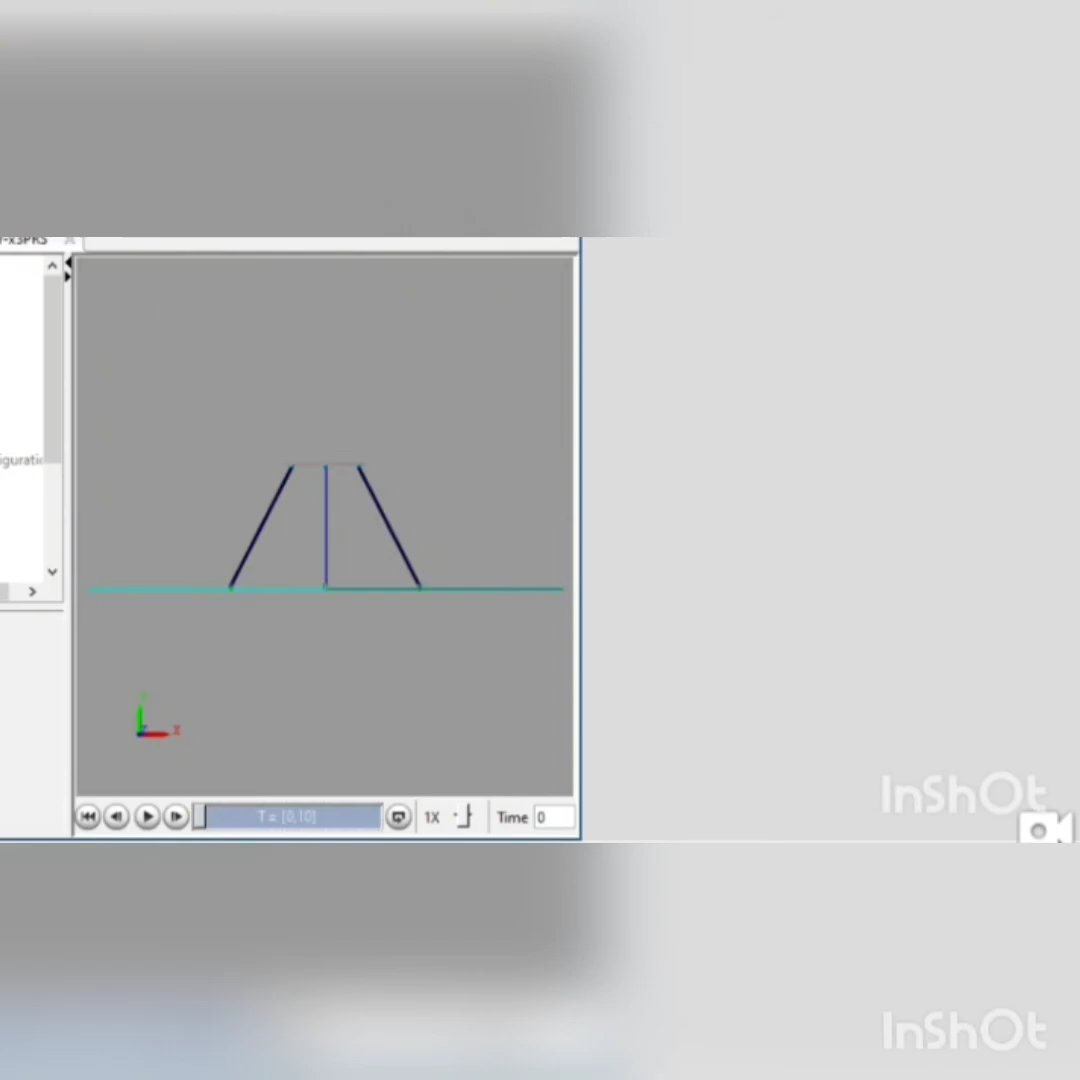 T = [0,10]
1X
Time 0
X
InShOt
InShOt